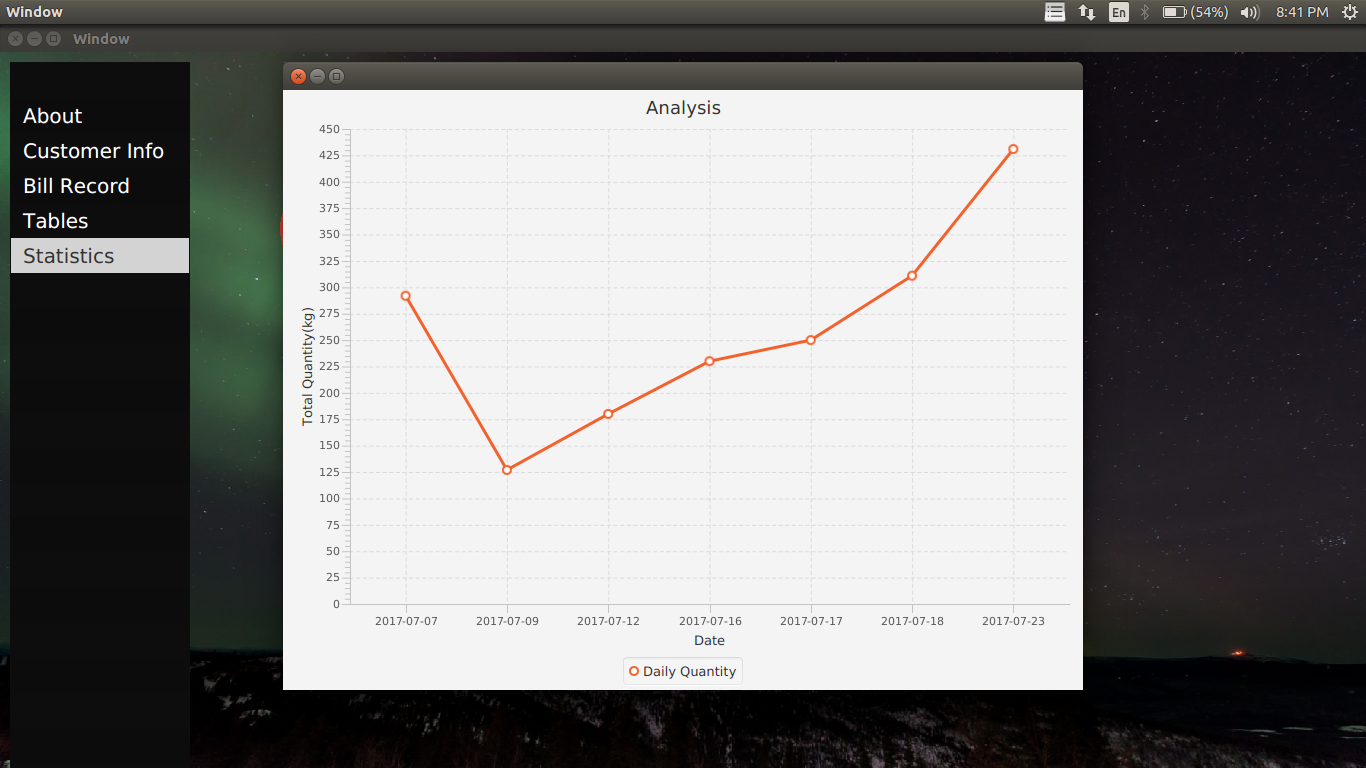 Window
En
(54%)
8:41 PM
Window
About
Customer Info
Bill Record
Tables
Statistics
Analysis
Total Quantity(kg)
450
425
400
375
350
325
300
275
250
225
200
175
150
125
100
75
50
25
0
2017-07-07 2017-07-09 2017-07-12 2017-07-16 2017-07-17 2017-07-18 2017-07-23
Date
Daily Quantity